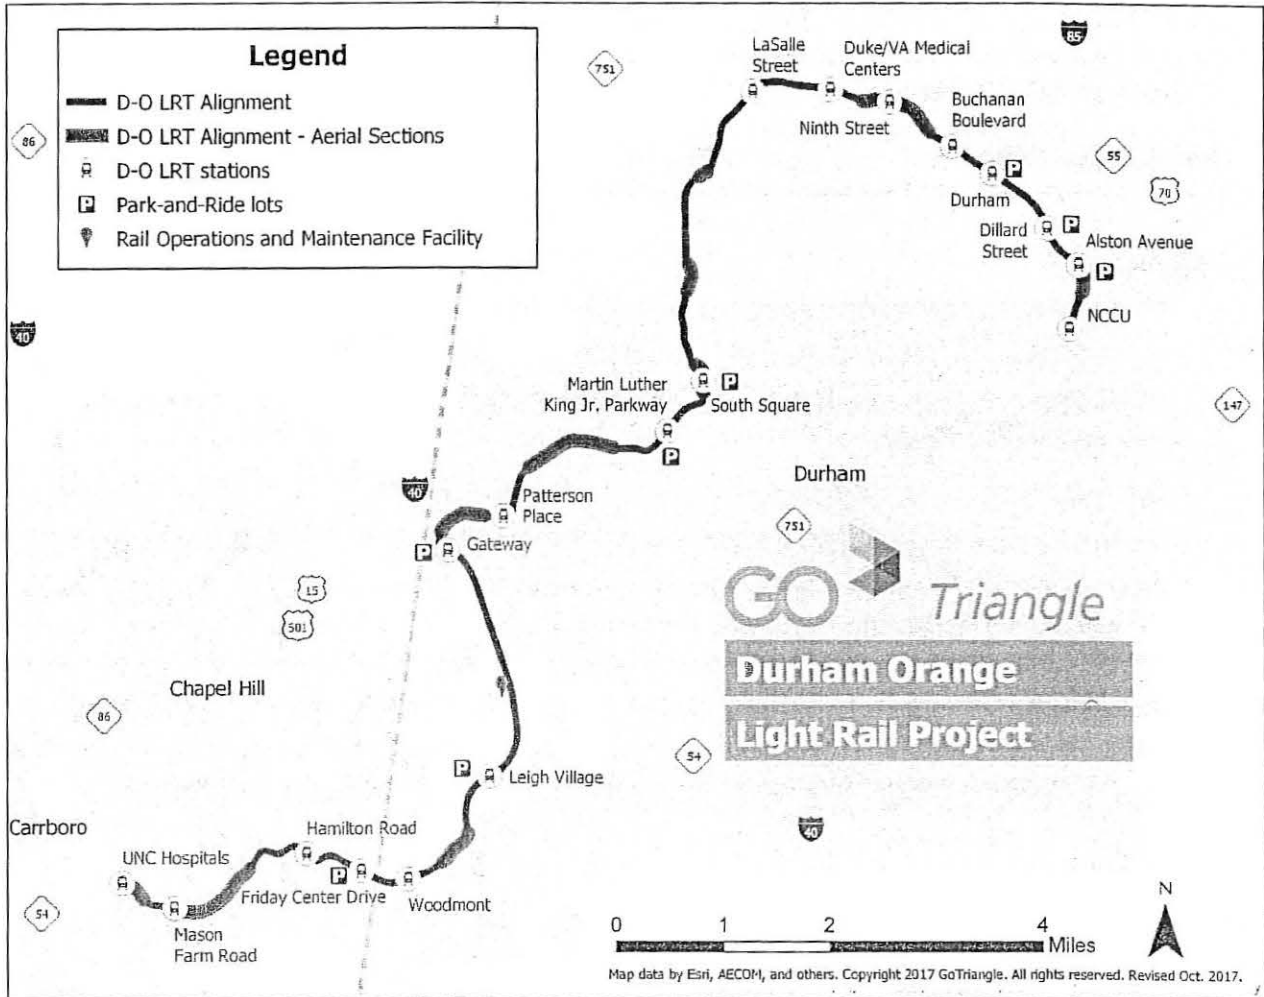 Legend
D-O LRT Alignment
D-O LRT Alignment - Aerial Sections
D-O LRT stations
P Park-and-Ride lots
Rail Operations and Maintenance Facility
86
40
751
85
LaSalle
Street
Duke/VA Medical
Centers
Ninth Street
Buchanan
Boulevard
55
70
P
Durham
Dillard
Street
P
Alston Avenue
P
NCCU
147
Martin Luther
King Jr. Parkway
P
South Square
P
Durham
751
40
Patterson
Place
P
Gateway
15
501
Chapel Hill
86
GO Triangle
Durham Orange
Light Rail Project
54
40
P
Leigh Village
Carrboro
Hamilton Road
UNC Hospitals
P
Friday Center Drive
Woodmont
54
Mason
Farm Road
N
0 1 2 4
Miles
Map data by Esri, AECOM, and others. Copyright 2017 GoTriangle. All rights reserved. Revised Oct. 2017.